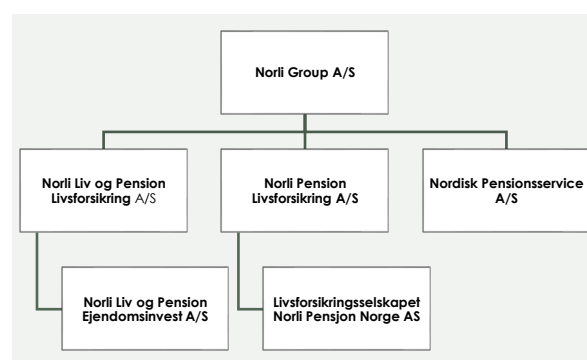 Norli Group A/S
Norli Liv og Pension
Livsforsikring A/S
Norli Pension
Livsforsikring A/S
Nordisk Pensionsservice
A/S
Norli Liv og Pension
Ejendomsinvest A/S
Livsforsikringsselskapet
Norli Pensjon Norge AS